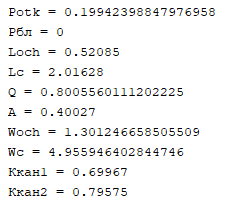 Potk = 0.19942398847976958
Pбл = 0
Loch = 0.52085
Lc = 2.01628
Q = 0.8005560111202225
A = 0.40027
Woch = 1.301246658505509
Wc = 4.955946402844746
Ккан1 = 0.69967
Ккан2 = 0.79575